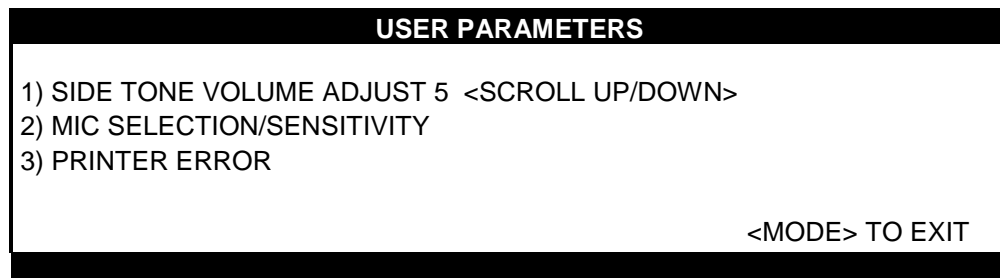 USER PARAMETERS
1) SIDE TONE VOLUME ADJUST 5 <SCROLL UP/DOWN>
2) MIC SELECTION/SENSITIVITY
3) PRINTER ERROR
<MODE> TO EXIT